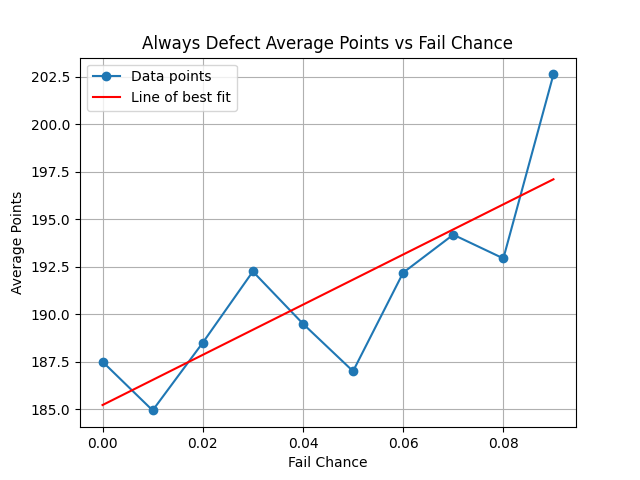 Always Defect Average Points vs Fail Chance
Data points
Line of best fit
202.5
200.0
197.5
195.0
192.5
190.0
187.5
185.0
Average Points
0.00
0.02
0.04
0.06
0.08
Fail Chance